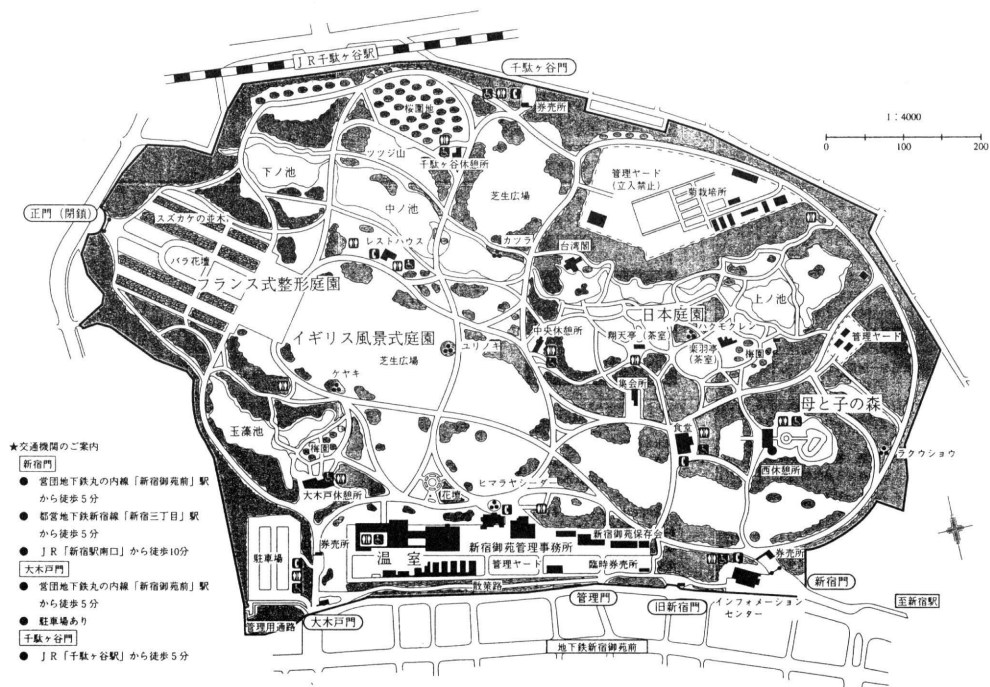 JR千駄ヶ谷駅
千駄ヶ谷門
券売所
桜園地
1:4000
0 100 200
ツツジ山
千駄ヶ谷休憩所
下ノ池
管理ヤード
(立入禁止)
菊栽培所
芝生広場
中ノ池
正門(閉鎖)
スズカケの並木
レストハウス
カツラ
台湾閣
バラ花壇
フランス式整形庭園
上ノ池
日本庭園
ハクモクレン
イギリス風景式庭園
芝生広場
ユリノキ
中央休憩所
翔天亭(茶室)
楽羽亭
(茶室)
梅園
管理ヤード
ケヤキ
集会所
母と子の森
玉藻池
食堂
梅園
西休憩所
ラクウショウ
大木戸休憩所
花壇
ヒマラヤシーダー
駐車場
券売所
温室
新宿御苑管理事務所
新宿御苑保存会
券売所
管理ヤード
臨時券売所
新宿門
散策路
管理門
旧新宿門
インフォメーション
センター
至新宿駅
管理用通路
大木戸門
地下鉄新宿御苑前
★交通機関のご案内
新宿門
● 営団地下鉄丸の内線「新宿御苑前」駅
から徒歩5分
● 都営地下鉄新宿線「新宿三丁目」駅
から徒歩5分
● JR「新宿駅南口」から徒歩10分
大木戸門
● 営団地下鉄丸の内線「新宿御苑前」駅
から徒歩5分
● 駐車場あり
千駄ヶ谷門
● JR「千駄ヶ谷駅」から徒歩5分